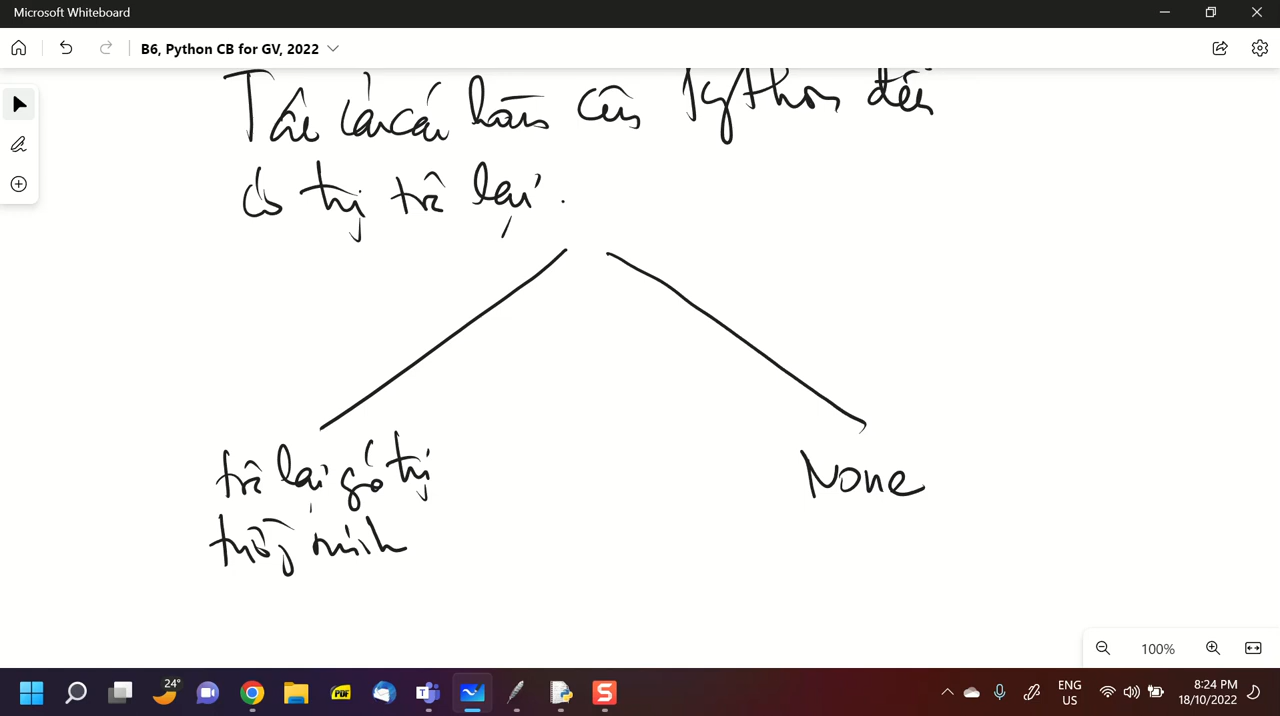 Microsoft Whiteboard
B6, Python CB for GV, 2022
Tất cả các hàm của Python đều
có trị trả lại.
trả lại giá trị
tường minh
None
100%
24°
PDF
S
ENG
US
8:24 PM
18/10/2022